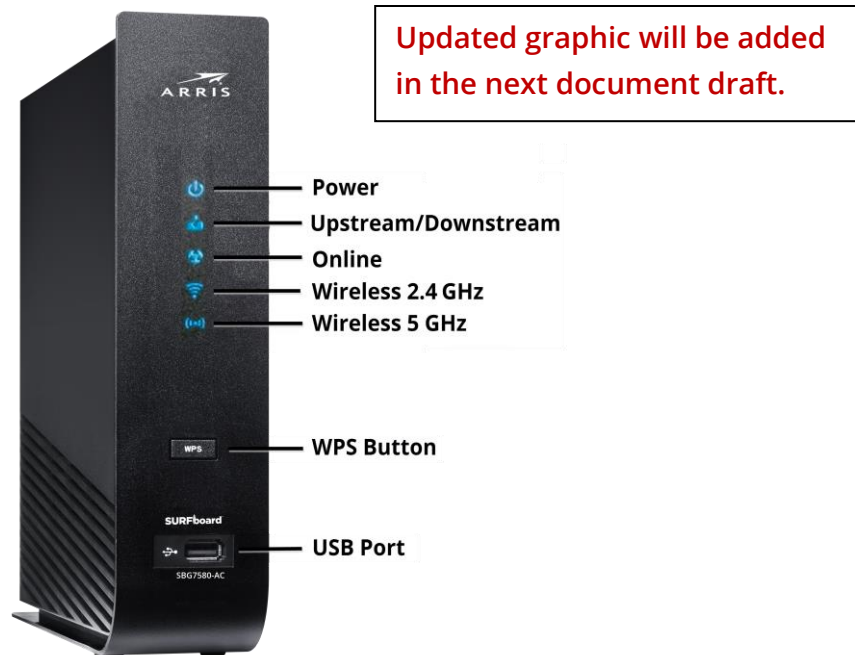 Updated graphic will be added
in the next document draft.
ARRIS
Power
Upstream/Downstream
Online
Wireless 2.4 GHz
Wireless 5 GHz
WPS
WPS Button
SURFboard
USB Port
SBG7580-AC